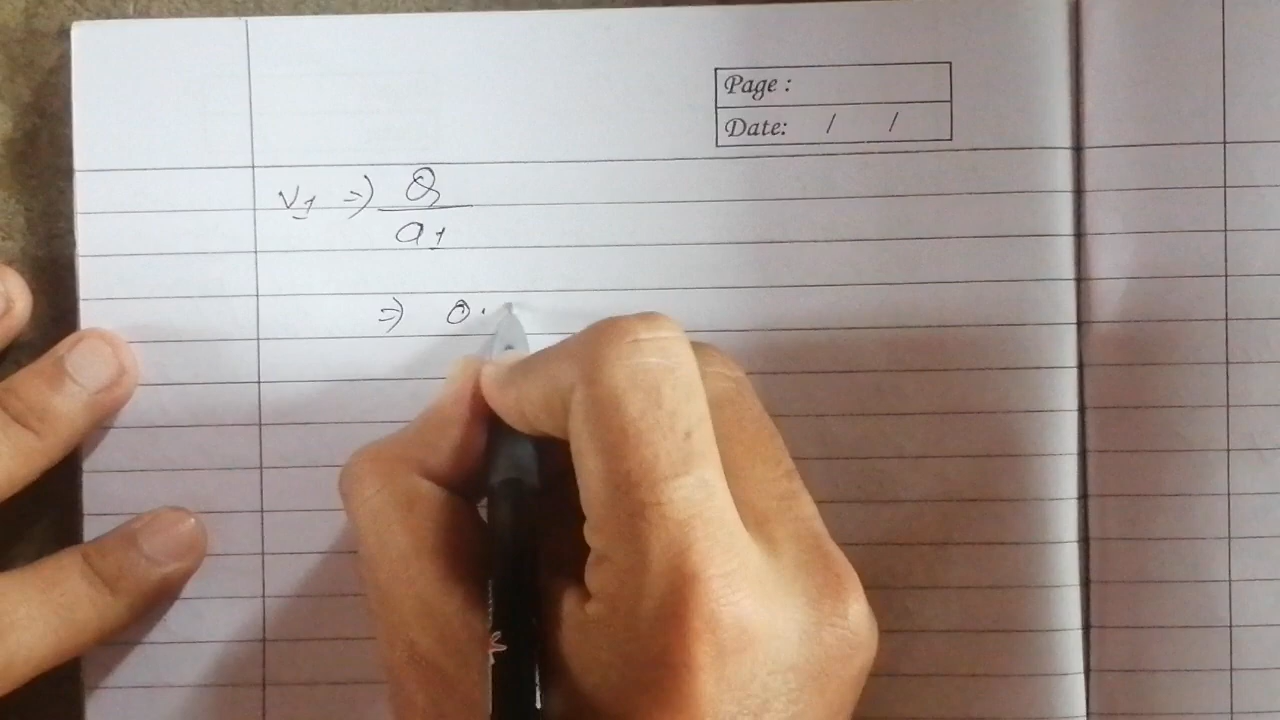 Page :
Date: / /
V1 => Q
a1
=> 0.